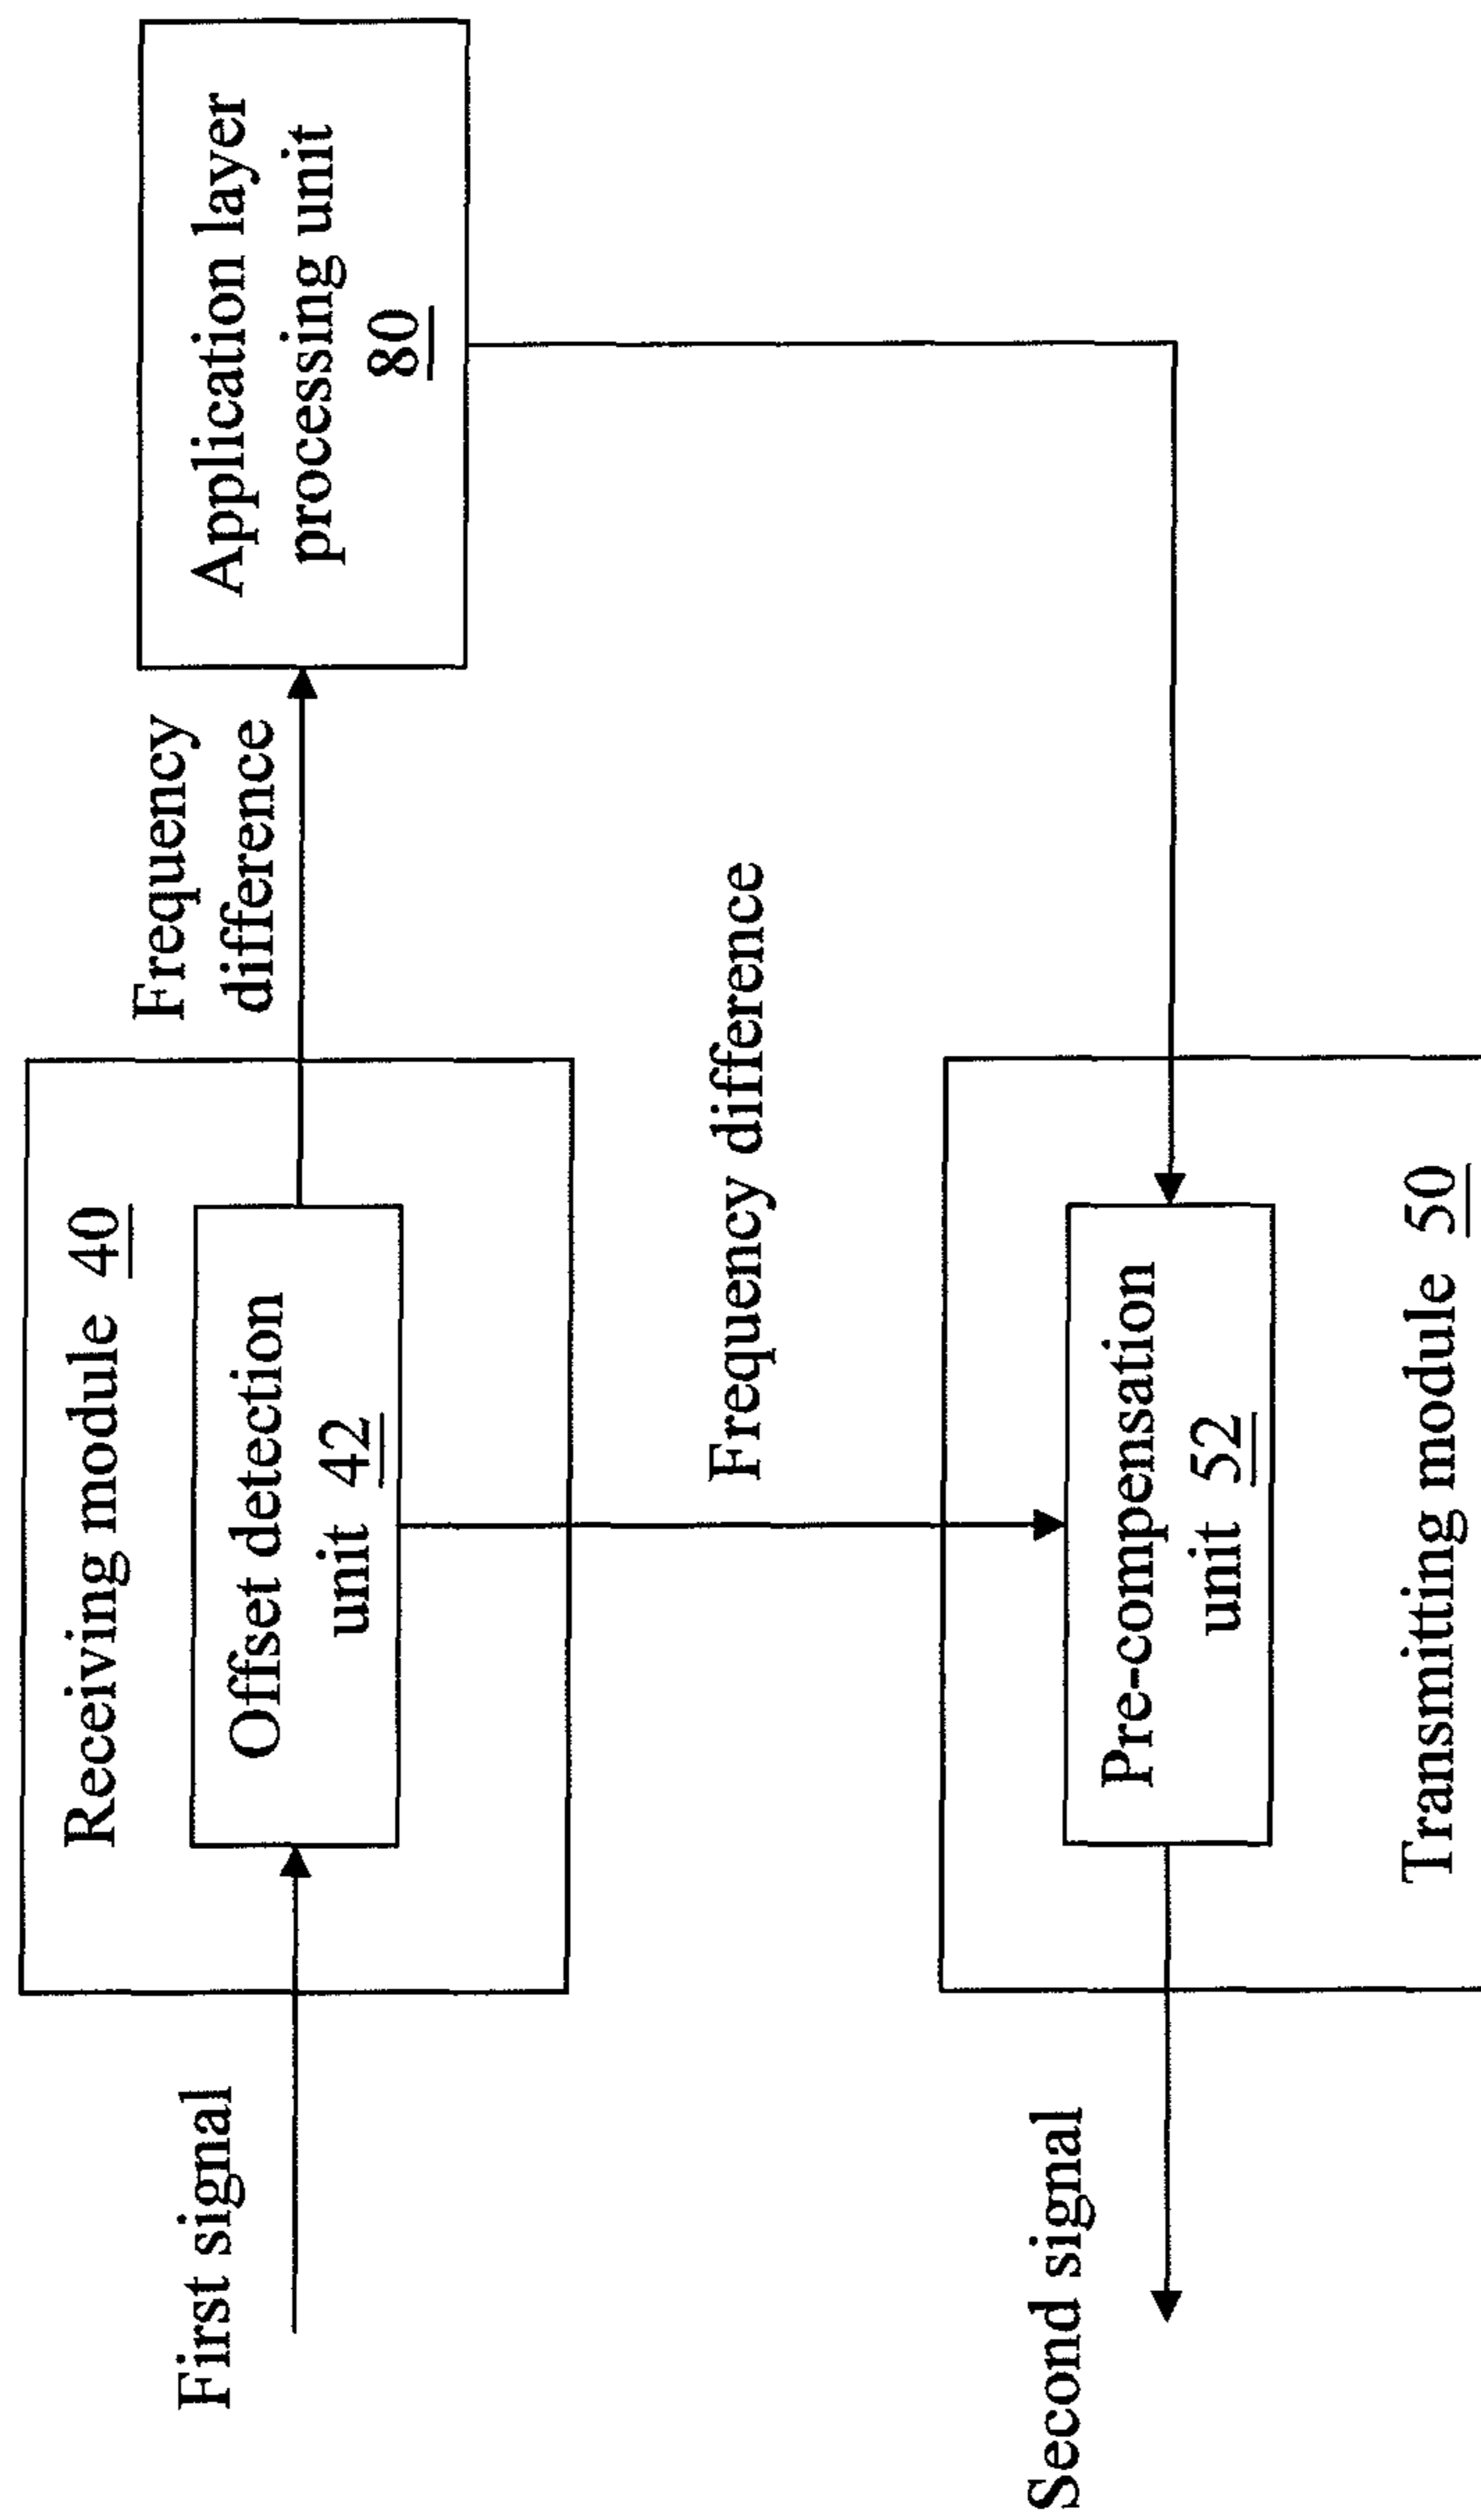 Receiving module 40
First signal
Offset detection
unit 42
Frequency
difference
Application layer
processing unit
80
Frequency difference
Second signal
Pre-compensation
unit 52
Transmitting module 50